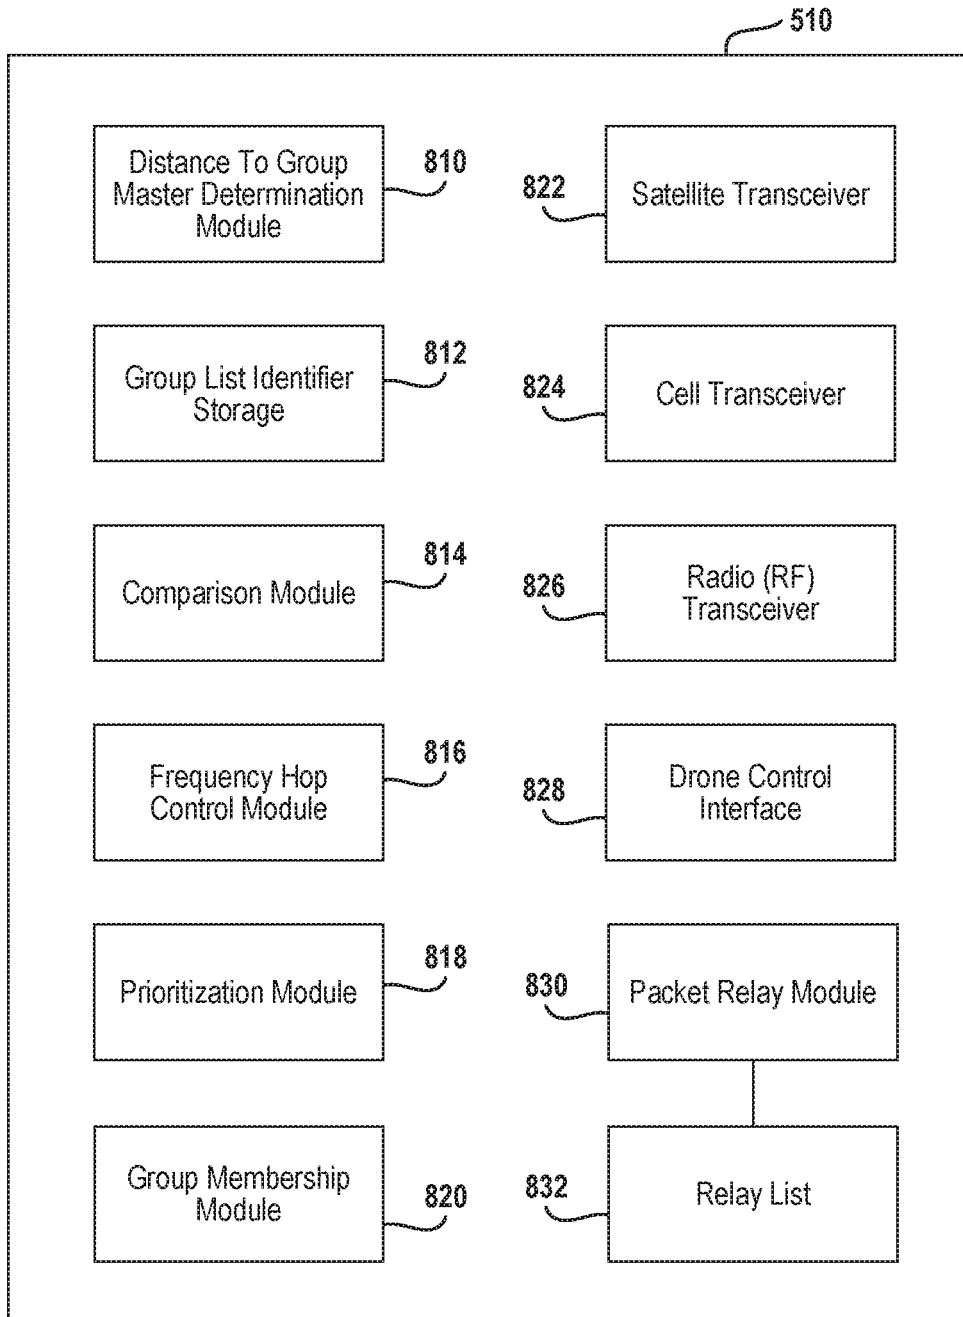 510
Distance To Group
Master Determination
Module
810
822
Satellite Transceiver
Group List Identifier
Storage
812
824
Cell Transceiver
Comparison Module
814
826
Radio (RF)
Transceiver
Frequency Hop
Control Module
816
828
Drone Control
Interface
Prioritization Module
818
830
Packet Relay Module
Group Membership
Module
820
832
Relay List